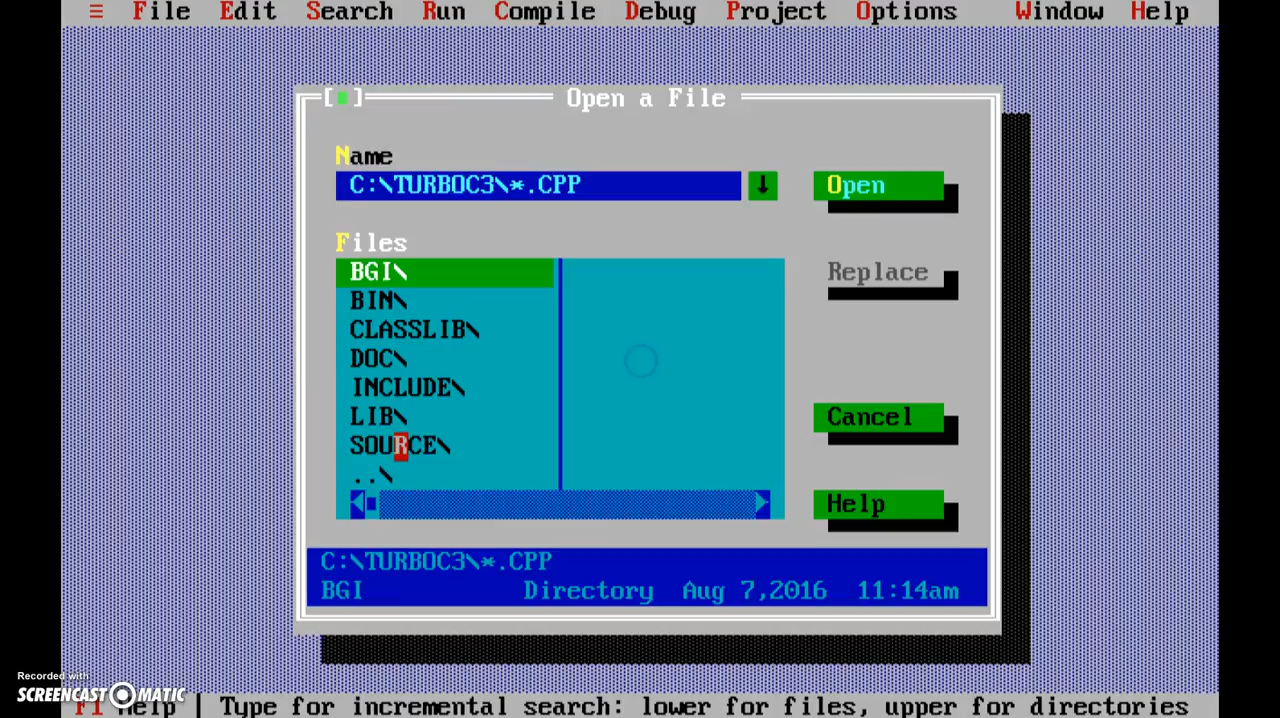 ≡ File Edit Search Run Compile Debug Project Options Window Help
[■] Open a File
Name
C:\TURBOC3\*.CPP ↓ Open
Files
BGI\ Replace
BIN\
CLASSLIB\
DOC\
INCLUDE\
LIB\ Cancel
SOURCE\
..\
Help
C:\TURBOC3\*.CPP
BGI Directory Aug 7,2016 11:14am
Recorded with
SCREENCAST-O-MATIC
F1 Help | Type for incremental search: lower for files, upper for directories